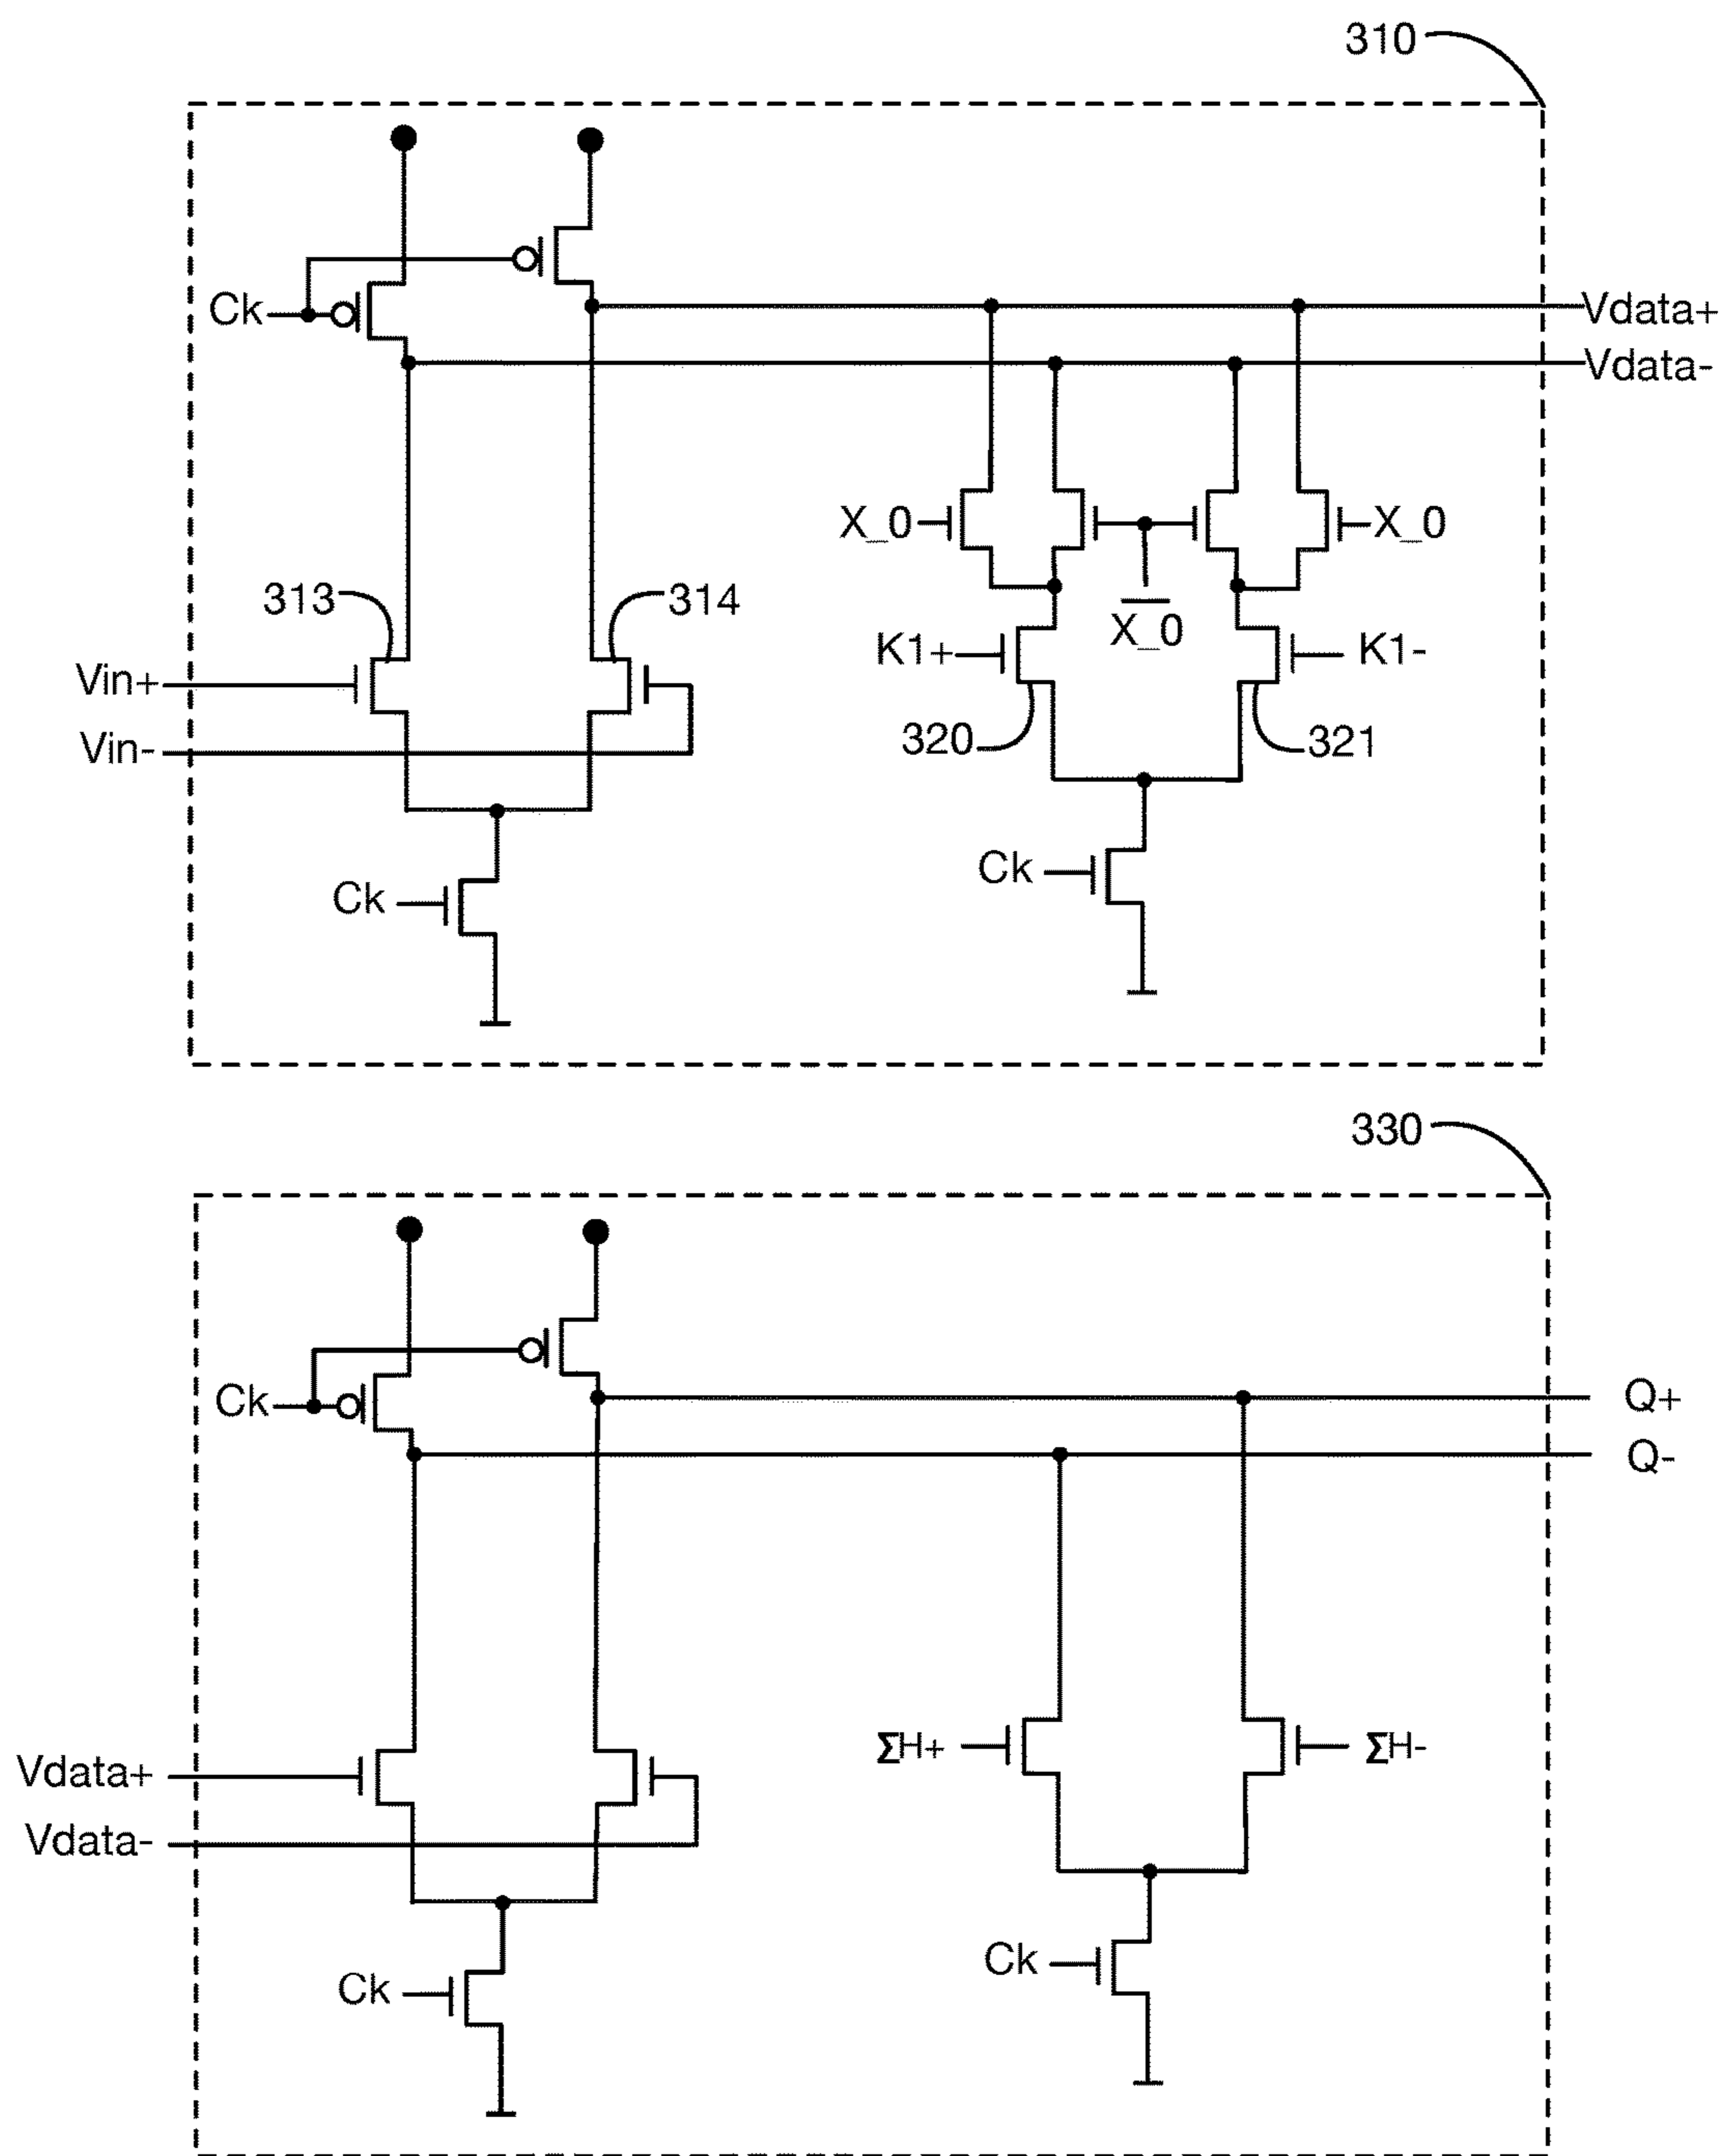 310
Ck
Vdata+
Vdata-
X_0
X_0
X_0
313
314
K1+
K1-
Vin+
Vin-
320
321
Ck
Ck
330
Ck
Q+
Q-
ΣH+
ΣH-
Vdata+
Vdata-
Ck
Ck